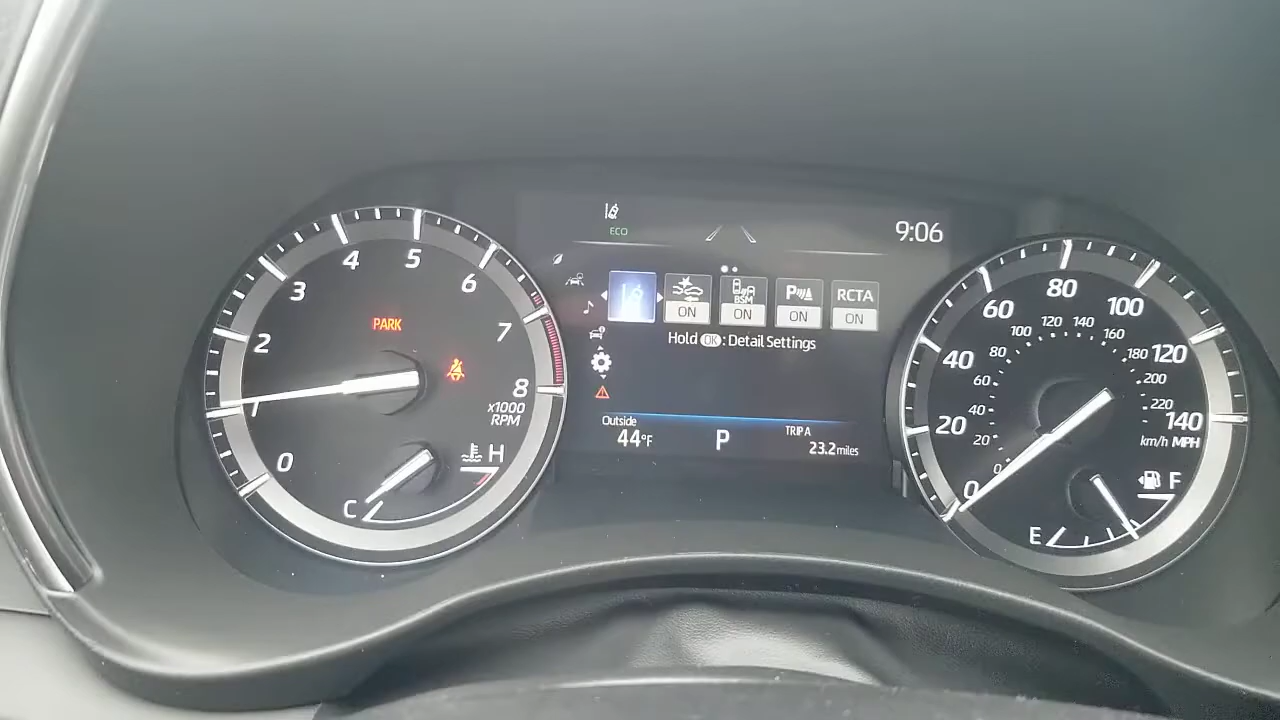 ECO
9:06
BSM
P
RCTA
ON
ON
ON
ON
Hold OK : Detail Settings
Outside
44°F
P
TRIP A
23.2 miles
PARK
0
1
2
3
4
5
6
7
8
x1000
RPM
C
H
0
20
40
60
80
100
120
140
0
20
40
60
80
100
120
140
160
180
200
220
km/h MPH
E
F